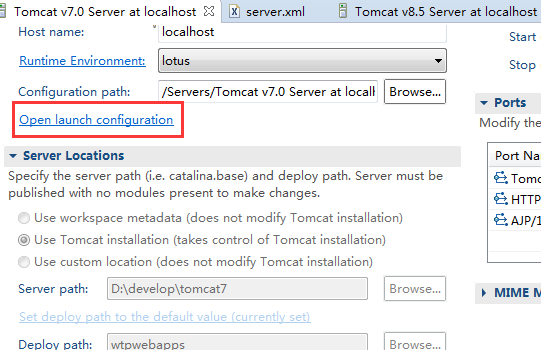 Tomcat v7.0 Server at localhost
server.xml
Tomcat v8.5 Server at localhost
Host name:
localhost
Runtime Environment:
lotus
Configuration path:
/Servers/Tomcat v7.0 Server at localh
Browse...
Open launch configuration
Server Locations
Specify the server path (i.e. catalina.base) and deploy path. Server must be
published with no modules present to make changes.
Use workspace metadata (does not modify Tomcat installation)
Use Tomcat installation (takes control of Tomcat installation)
Use custom location (does not modify Tomcat installation)
Server path:
D:\develop\tomcat7
Browse...
Set deploy path to the default value (currently set)
Deploy path:
wtpwebapps
Browse...
Start
Stop
Ports
Modify the
Port Na
Tomc
HTTP
AJP/1
MIME M